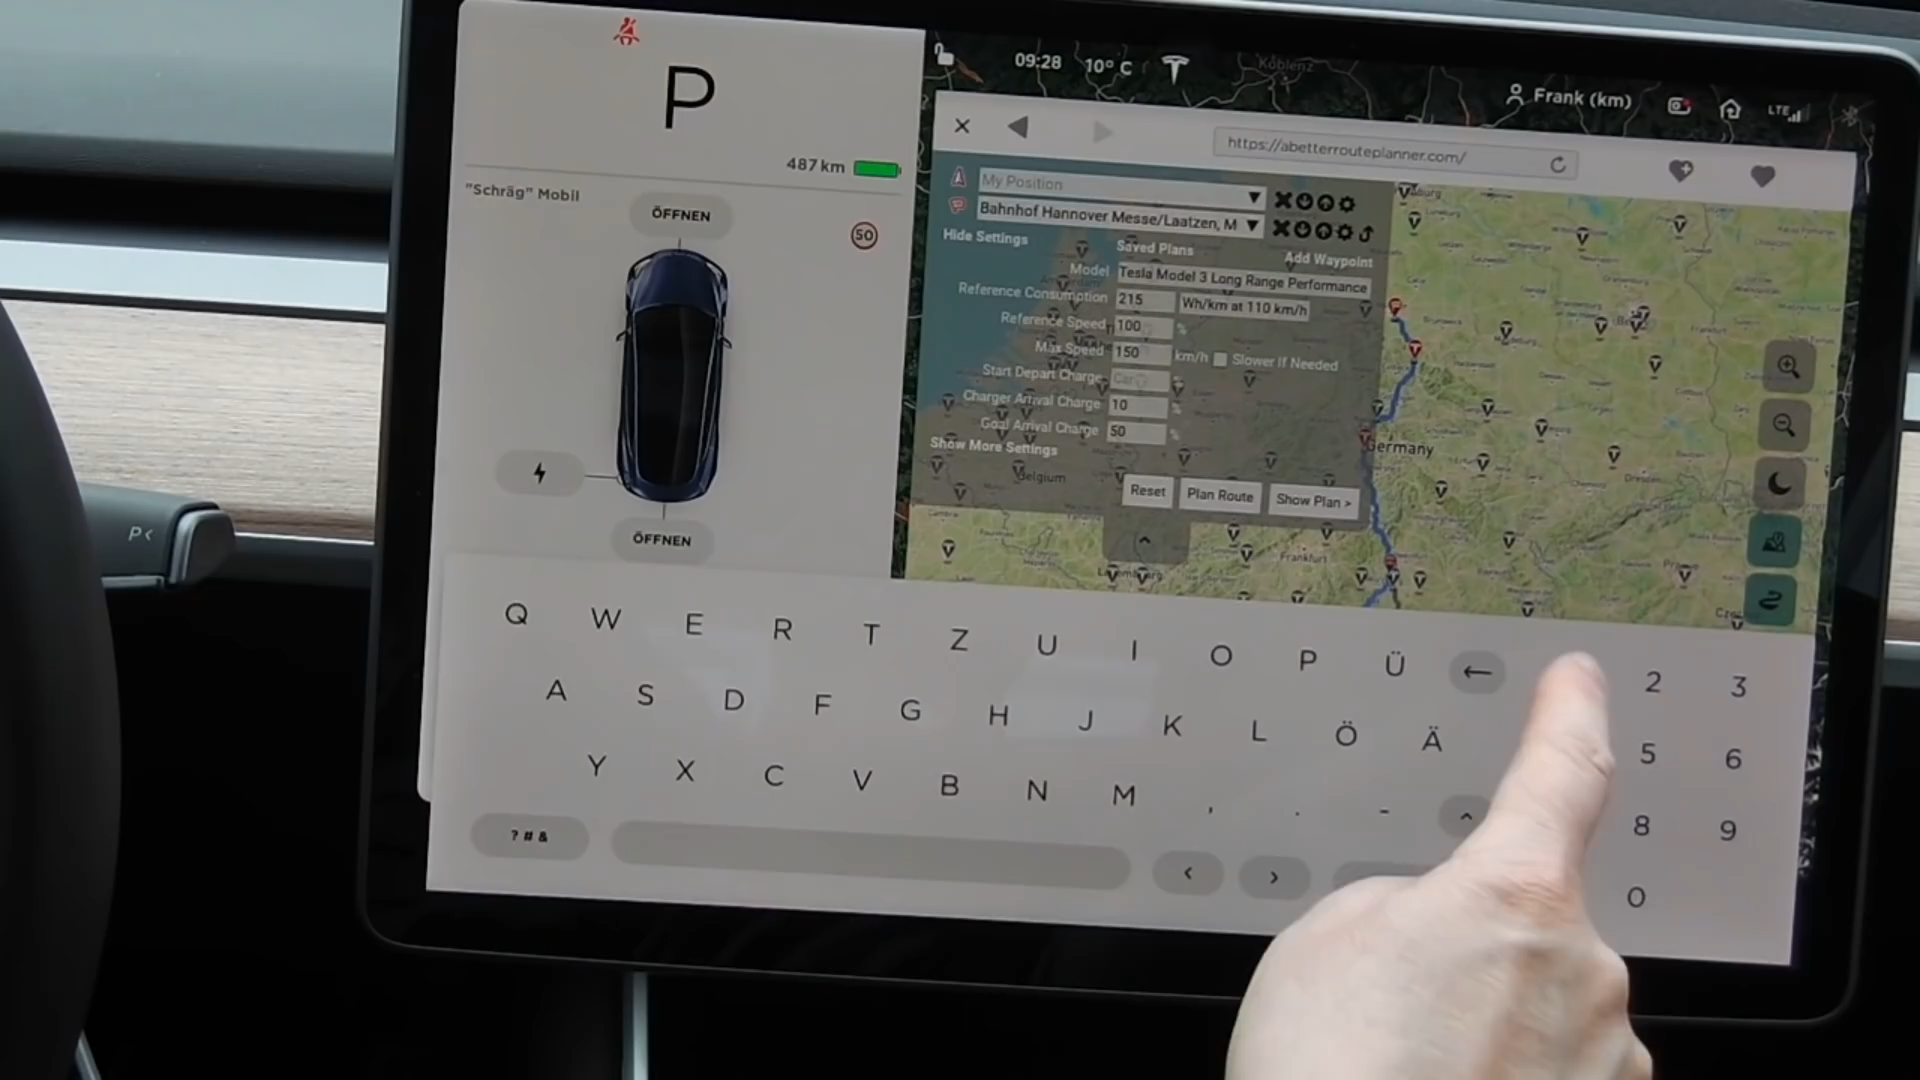 P
487 km
"Schräg" Mobil
ÖFFNEN
50
ÖFFNEN
P<
09:28 10° C
Koblenz
Frank (km)
LTE
https://abetterrouteplanner.com/
My Position
Bahnhof Hannover Messe/Laatzen, M
Hide Settings
Saved Plans
Add Waypoint
Model Tesla Model 3 Long Range Performance
Reference Consumption 215 Wh/km at 110 km/h
Reference Speed 100 %
Max Speed 150 km/h Slower If Needed
Start Depart Charge %
Charger Arrival Charge 10 %
Goal Arrival Charge 50 %
Show More Settings
Reset Plan Route Show Plan >
Germany
Belgium
Frankfurt
Q W E R T Z U I O P Ü ← 2 3
A S D F G H J K L Ö Ä 5 6
Y X C V B N M , . - 8 9
? # & < > 0